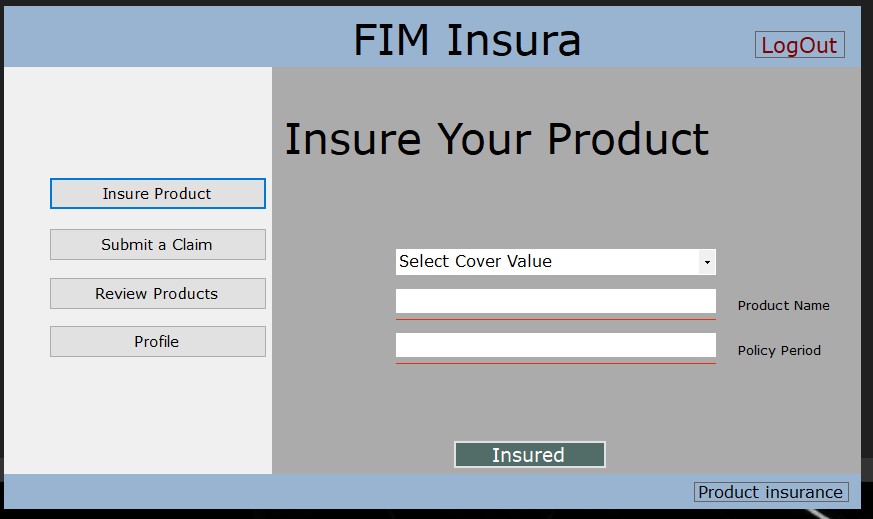 FIM Insura
LogOut
Insure Your Product
Insure Product
Submit a Claim
Review Products
Profile
Select Cover Value
Product Name
Policy Period
Insured
Product insurance